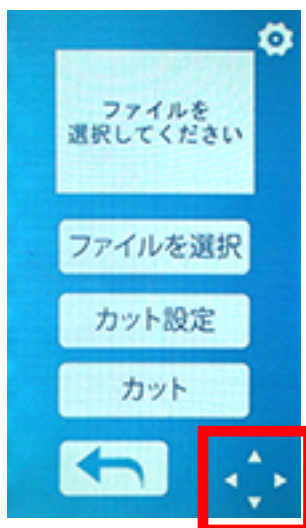 ファイルを
選択してください
ファイルを選択
カット設定
カット